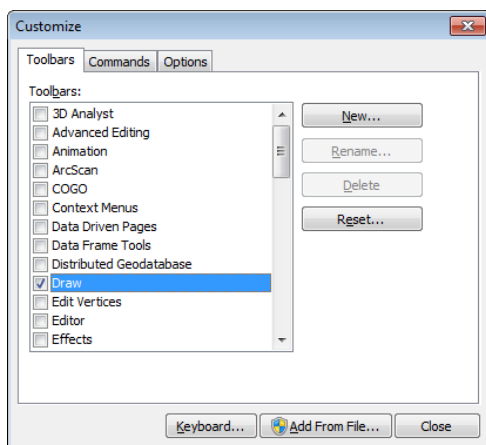 Customize
Toolbars Commands Options
Toolbars:
3D Analyst
Advanced Editing
Animation
ArcScan
COGO
Context Menus
Data Driven Pages
Data Frame Tools
Distributed Geodatabase
Draw
Edit Vertices
Editor
Effects
New...
Rename...
Delete
Reset...
Keyboard... Add From File... Close